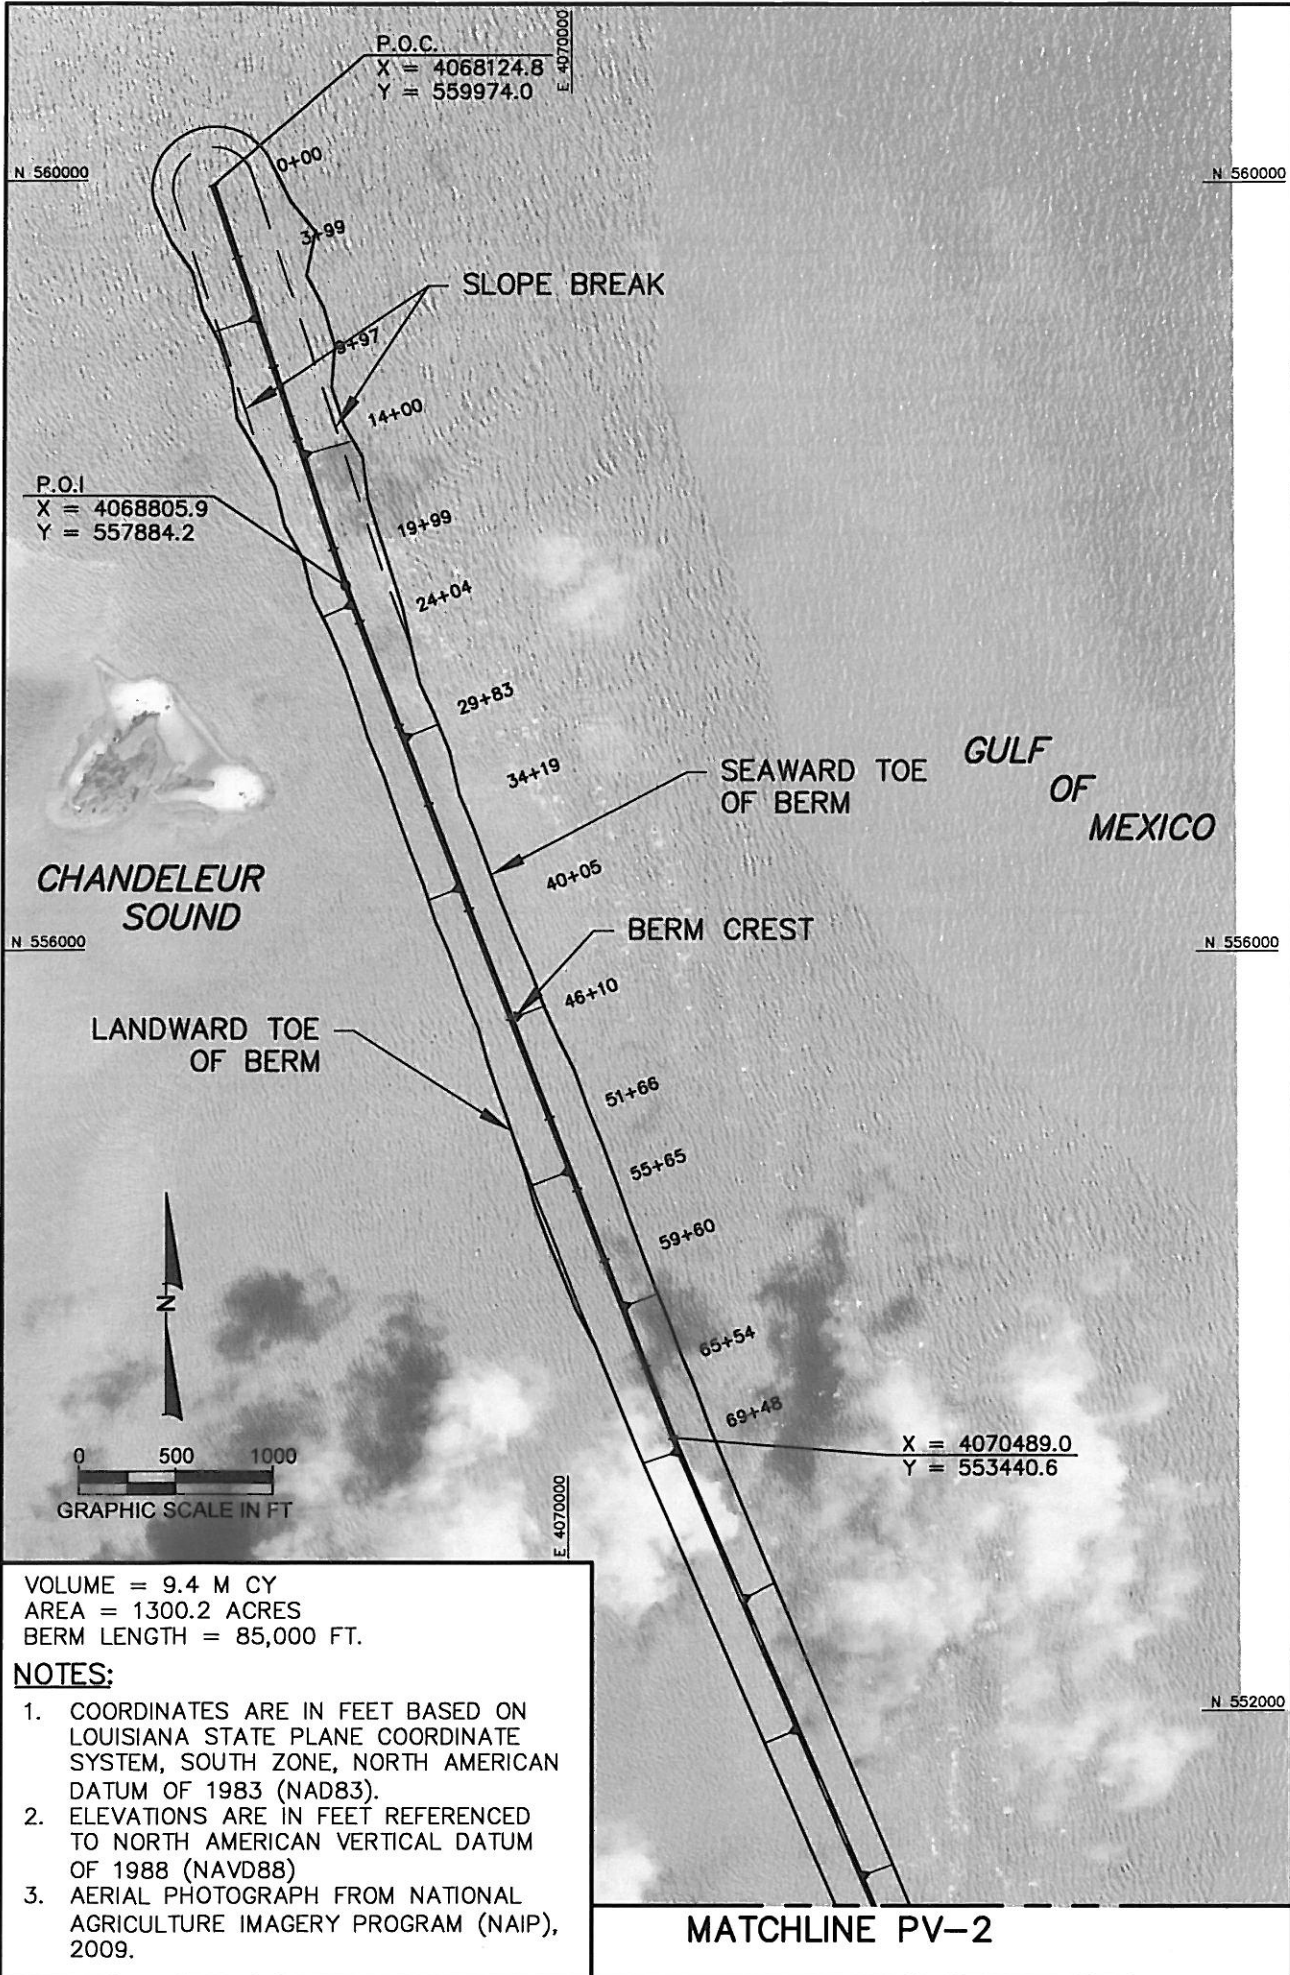 P.O.C.
X = 4068124.8
Y = 559974.0
E 4070000
N 560000
N 560000
0+00
3+99
SLOPE BREAK
9+97
14+00
P.O.I
X = 4068805.9
Y = 557884.2
19+99
24+04
29+83
34+19
SEAWARD TOE
OF BERM
GULF
OF
MEXICO
CHANDELEUR
SOUND
40+05
BERM CREST
N 556000
N 556000
46+10
LANDWARD TOE
OF BERM
51+66
55+65
59+60
N
65+54
69+48
X = 4070489.0
Y = 553440.6
0 500 1000
GRAPHIC SCALE IN FT
E 4070000
VOLUME = 9.4 M CY
AREA = 1300.2 ACRES
BERM LENGTH = 85,000 FT.
NOTES:
1. COORDINATES ARE IN FEET BASED ON
LOUISIANA STATE PLANE COORDINATE
SYSTEM, SOUTH ZONE, NORTH AMERICAN
DATUM OF 1983 (NAD83).
2. ELEVATIONS ARE IN FEET REFERENCED
TO NORTH AMERICAN VERTICAL DATUM
OF 1988 (NAVD88)
3. AERIAL PHOTOGRAPH FROM NATIONAL
AGRICULTURE IMAGERY PROGRAM (NAIP),
2009.
N 552000
MATCHLINE PV-2